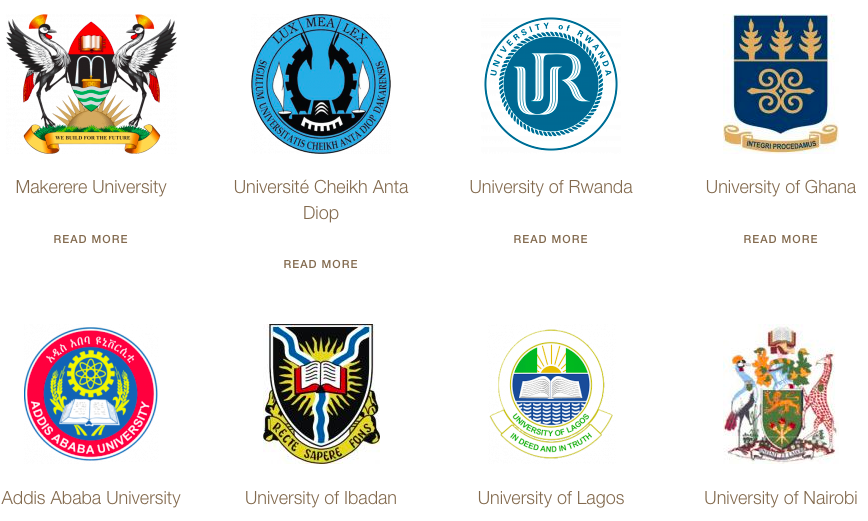 WE BUILD FOR THE FUTURE
LUX MEA LEX
SIGILLUM UNIVERSITATIS CHEIKH ANTA DIOP DAKARENSIS
UNIVERSITY of RWANDA
UR
INTEGRI PROCEDAMUS
Makerere University
Université Cheikh Anta
Diop
University of Rwanda
University of Ghana
READ MORE
READ MORE
READ MORE
READ MORE
አዲስ አበባ ዩኒቨርሲቲ
ADDIS ABABA UNIVERSITY
RECTE SAPERE FONS
UNIVERSITY OF LAGOS
IN DEED AND IN TRUTH
Addis Ababa University
University of Ibadan
University of Lagos
University of Nairobi